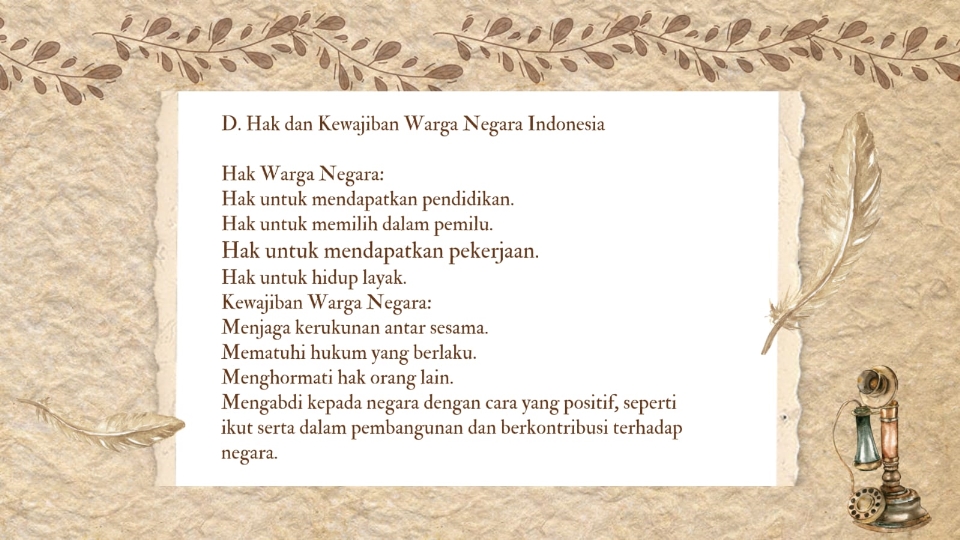 D. Hak dan Kewajiban Warga Negara Indonesia
Hak Warga Negara:
Hak untuk mendapatkan pendidikan.
Hak untuk memilih dalam pemilu.
Hak untuk mendapatkan pekerjaan.
Hak untuk hidup layak.
Kewajiban Warga Negara:
Menjaga kerukunan antar sesama.
Mematuhi hukum yang berlaku.
Menghormati hak orang lain.
Mengabdi kepada negara dengan cara yang positif, seperti
ikut serta dalam pembangunan dan berkontribusi terhadap
negara.